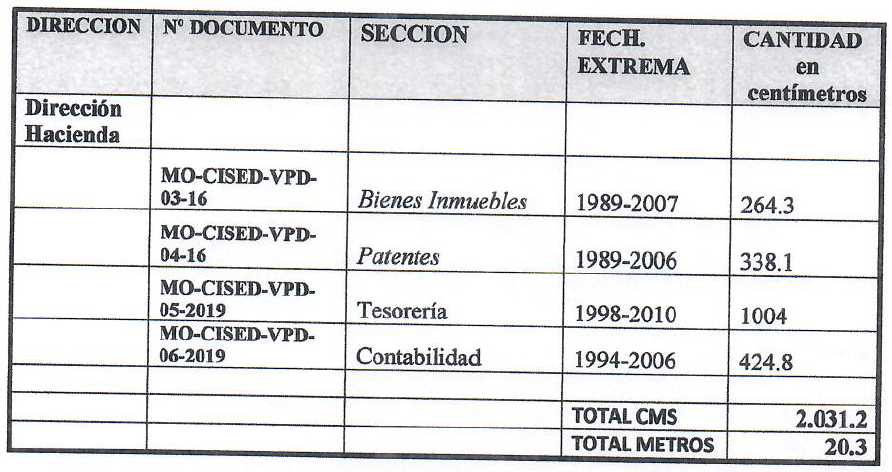 DIRECCION Nº DOCUMENTO SECCION FECH. EXTREMA CANTIDAD en centímetros
Dirección Hacienda
MO-CISED-VPD-03-16 Bienes Inmuebles 1989-2007 264.3
MO-CISED-VPD-04-16 Patentes 1989-2006 338.1
MO-CISED-VPD-05-2019 Tesorería 1998-2010 1004
MO-CISED-VPD-06-2019 Contabilidad 1994-2006 424.8
TOTAL CMS 2.031.2
TOTAL METROS 20.3